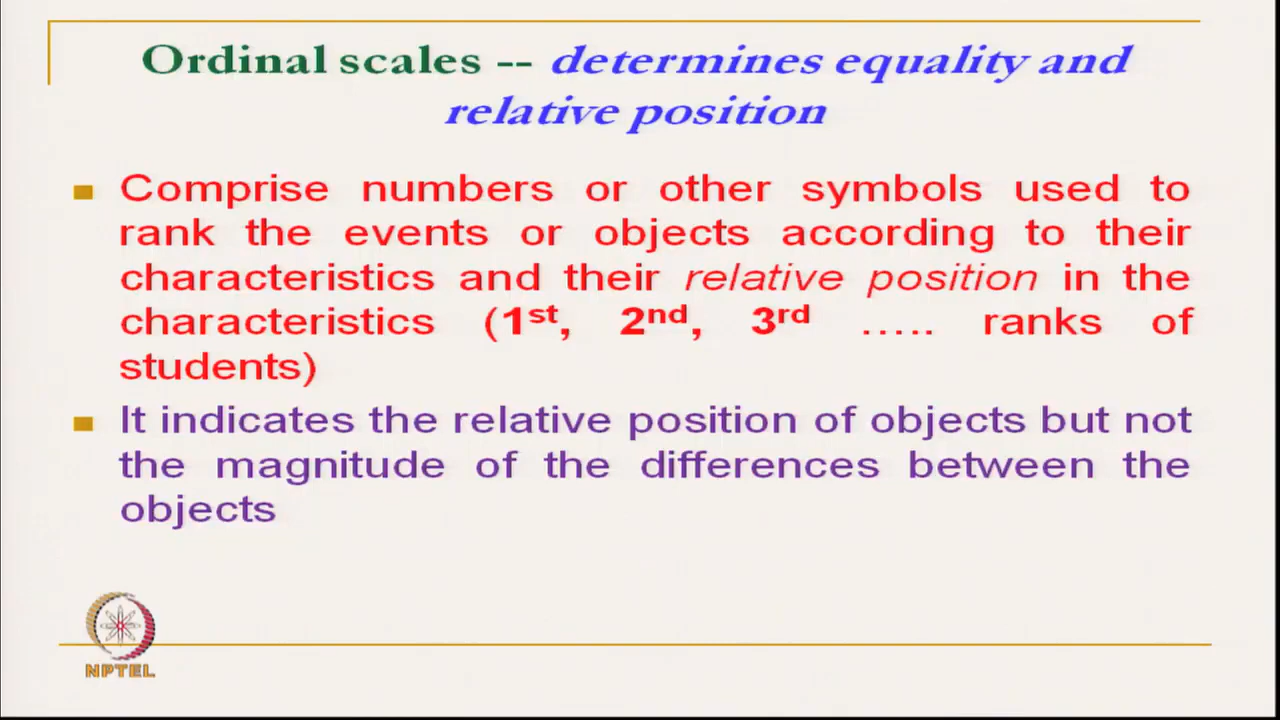 Ordinal scales -- determines equality and
relative position
Comprise numbers or other symbols used to
rank the events or objects according to their
characteristics and their relative position in the
characteristics (1st, 2nd, 3rd ..... ranks of
students)
It indicates the relative position of objects but not
the magnitude of the differences between the
objects
NPTEL